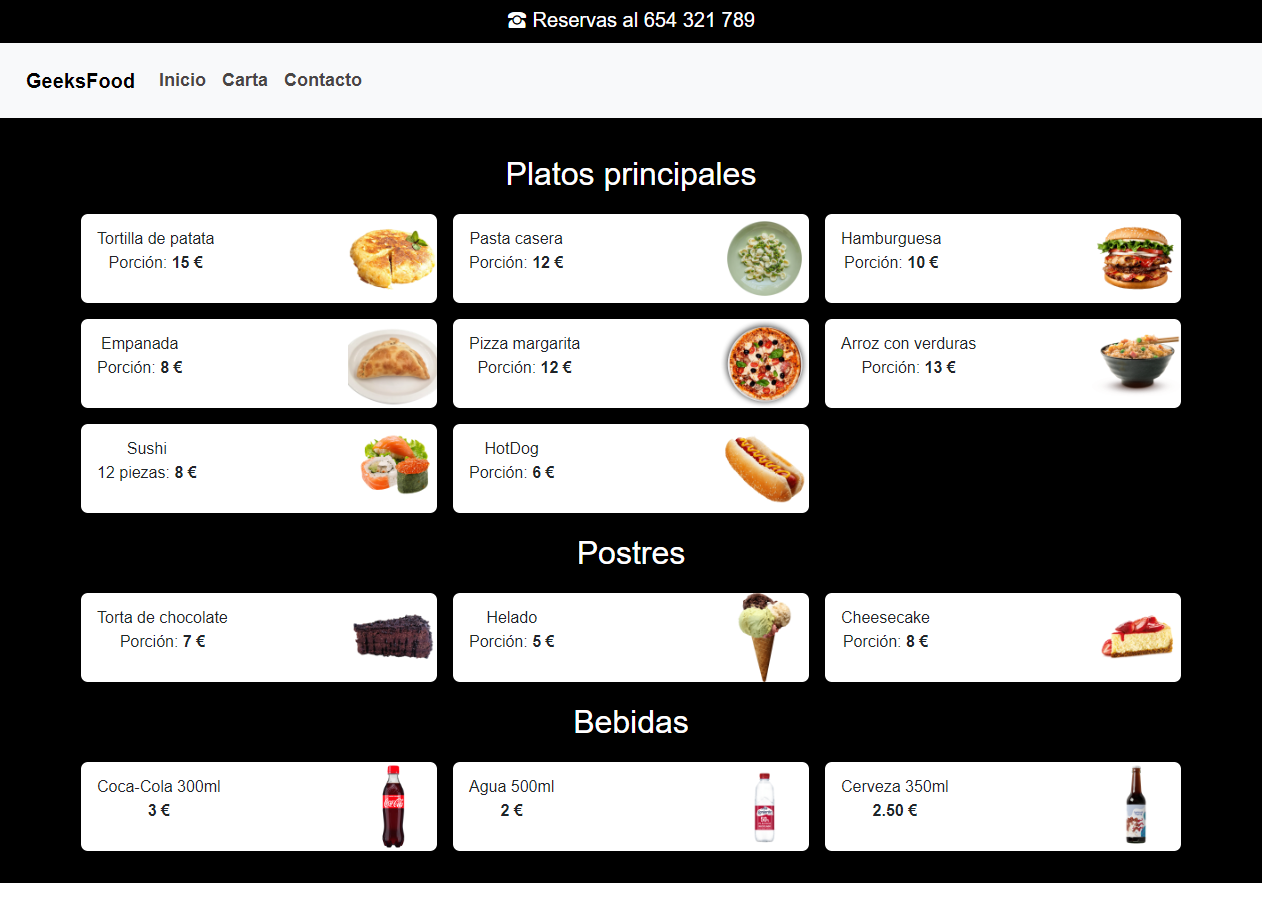 Reservas al 654 321 789
GeeksFood Inicio Carta Contacto
Platos principales
Tortilla de patata
Porción: 15 €
Pasta casera
Porción: 12 €
Hamburguesa
Porción: 10 €
Empanada
Porción: 8 €
Pizza margarita
Porción: 12 €
Arroz con verduras
Porción: 13 €
Sushi
12 piezas: 8 €
HotDog
Porción: 6 €
Postres
Torta de chocolate
Porción: 7 €
Helado
Porción: 5 €
Cheesecake
Porción: 8 €
Bebidas
Coca-Cola 300ml
3 €
Agua 500ml
2 €
Cerveza 350ml
2.50 €